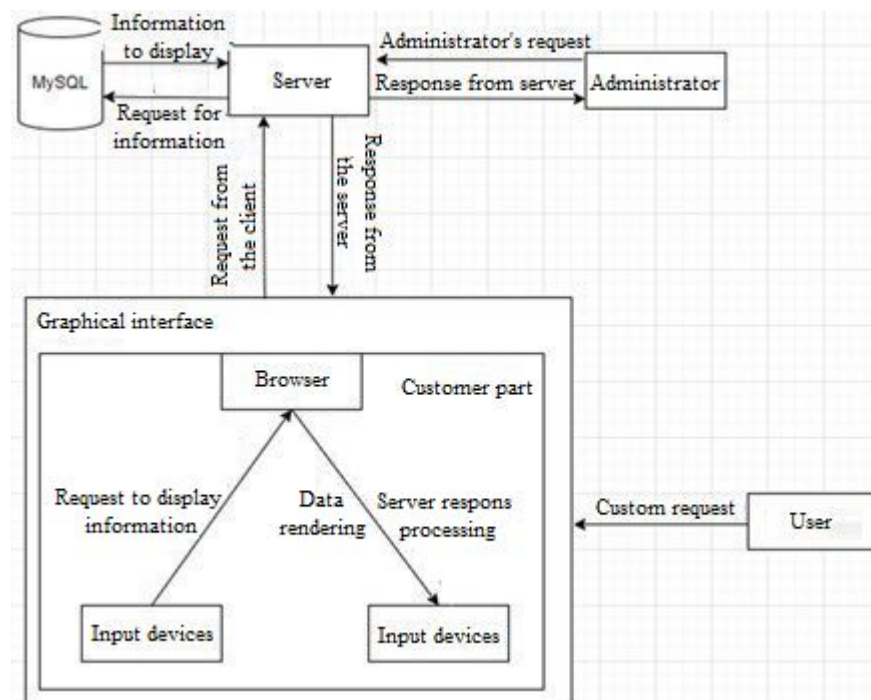 Information
to display
MySQL
Request for
information
Server
Administrator's request
Response from server
Administrator
Request from
the client
Response from
the server
Graphical interface
Browser
Customer part
Request to display
information
Data
rendering
Server respons
processing
Input devices
Input devices
Custom request
User